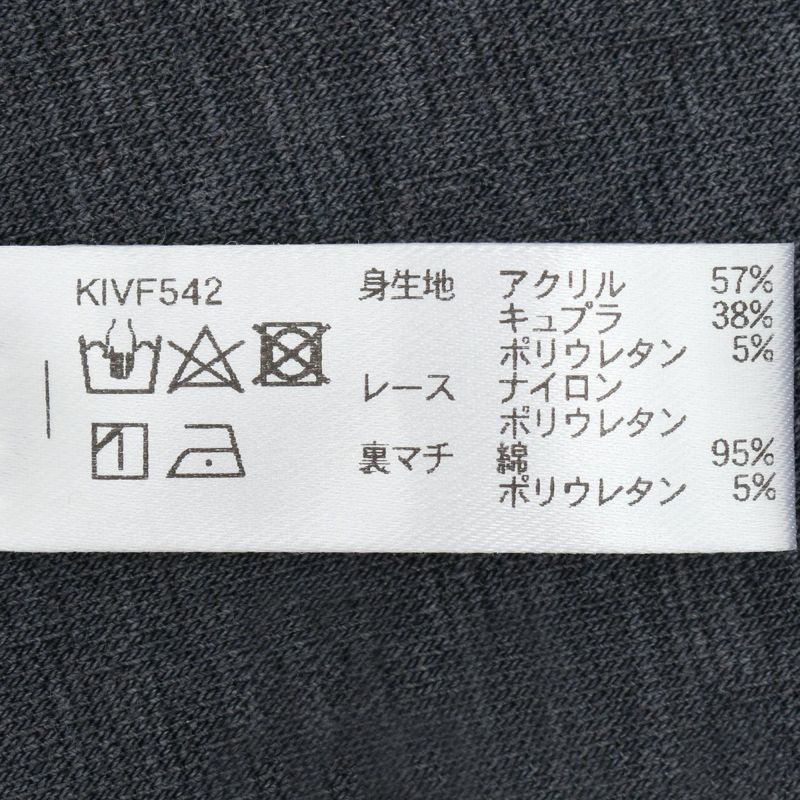 KIVF542
身生地 アクリル 57%
キュプラ 38%
ポリウレタン 5%
レース ナイロン
ポリウレタン
裏マチ 綿 95%
ポリウレタン 5%